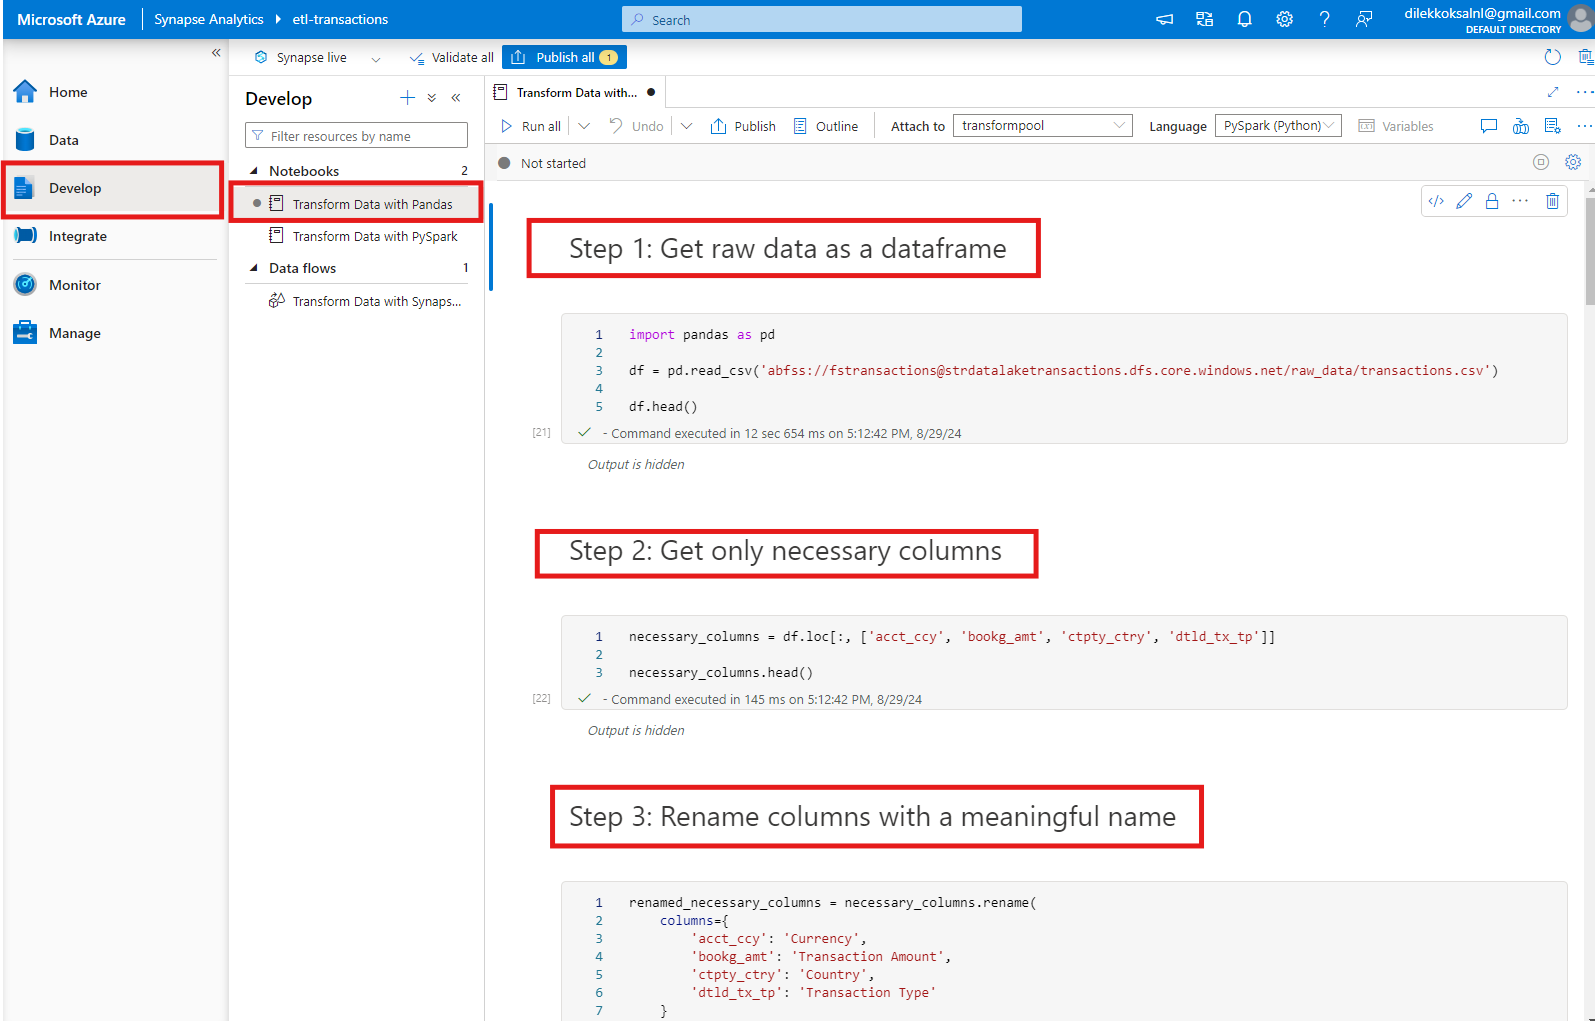 Microsoft Azure
Synapse Analytics
etl-transactions
Search
dilekkoksalnl@gmail.com
DEFAULT DIRECTORY
Synapse live
Validate all
Publish all 1
Home
Data
Develop
Integrate
Monitor
Manage
Develop
Filter resources by name
Notebooks 2
Transform Data with Pandas
Transform Data with PySpark
Data flows 1
Transform Data with Synaps...
Transform Data with...
Run all
Undo
Publish
Outline
Attach to
transformpool
Language
PySpark (Python)
Variables
Not started
Step 1: Get raw data as a dataframe
1 import pandas as pd
2
3 df = pd.read_csv('abfss://fstransactions@strdatalaketransactions.dfs.core.windows.net/raw_data/transactions.csv')
4
5 df.head()
[21] - Command executed in 12 sec 654 ms on 5:12:42 PM, 8/29/24
Output is hidden
Step 2: Get only necessary columns
1 necessary_columns = df.loc[:, ['acct_ccy', 'bookg_amt', 'ctpty_ctry', 'dtld_tx_tp']]
2
3 necessary_columns.head()
[22] - Command executed in 145 ms on 5:12:42 PM, 8/29/24
Output is hidden
Step 3: Rename columns with a meaningful name
1 renamed_necessary_columns = necessary_columns.rename(
2 columns={
3 'acct_ccy': 'Currency',
4 'bookg_amt': 'Transaction Amount',
5 'ctpty_ctry': 'Country',
6 'dtld_tx_tp': 'Transaction Type'
7 }